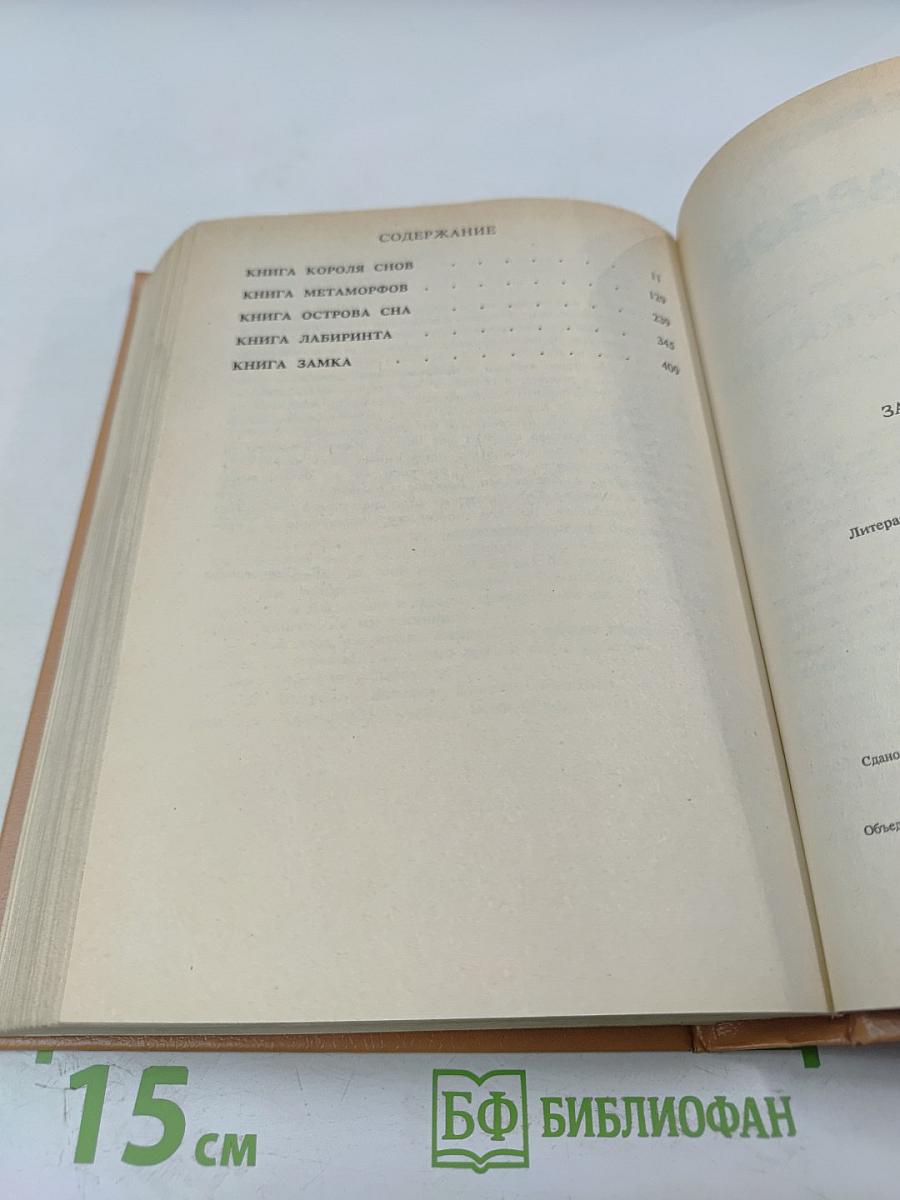 СОДЕРЖАНИЕ
КНИГА КОРОЛЯ СНОВ . . . . . . . 11
КНИГА МЕТАМОРФОВ . . . . . . . . 129
КНИГА ОСТРОВА СНА . . . . . . . . 239
КНИГА ЛАБИРИНТА . . . . . . . . . 345
КНИГА ЗАМКА . . . . . . . . . 409
ЗА
Литера
Сдано
Объед
15 см
БФ БИБЛИОФАН